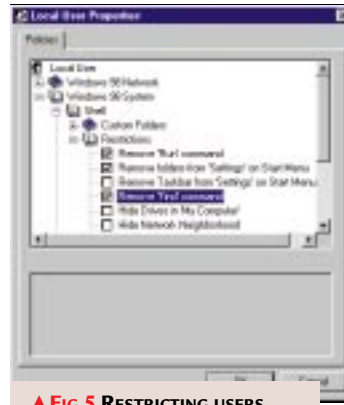 Local User Properties
Policies
Local User
Windows 98 Network
Windows 98 System
Shell
Custom Folders
Restrictions
Remove 'Run' command
Remove folders from 'Settings' on Start Menu
Remove Taskbar from 'Settings' on Start Menu
Remove 'Find' command
Hide Drives in 'My Computer'
Hide Network Neighborhood
OK Cancel
▲FIG 5 RESTRICTING USERS